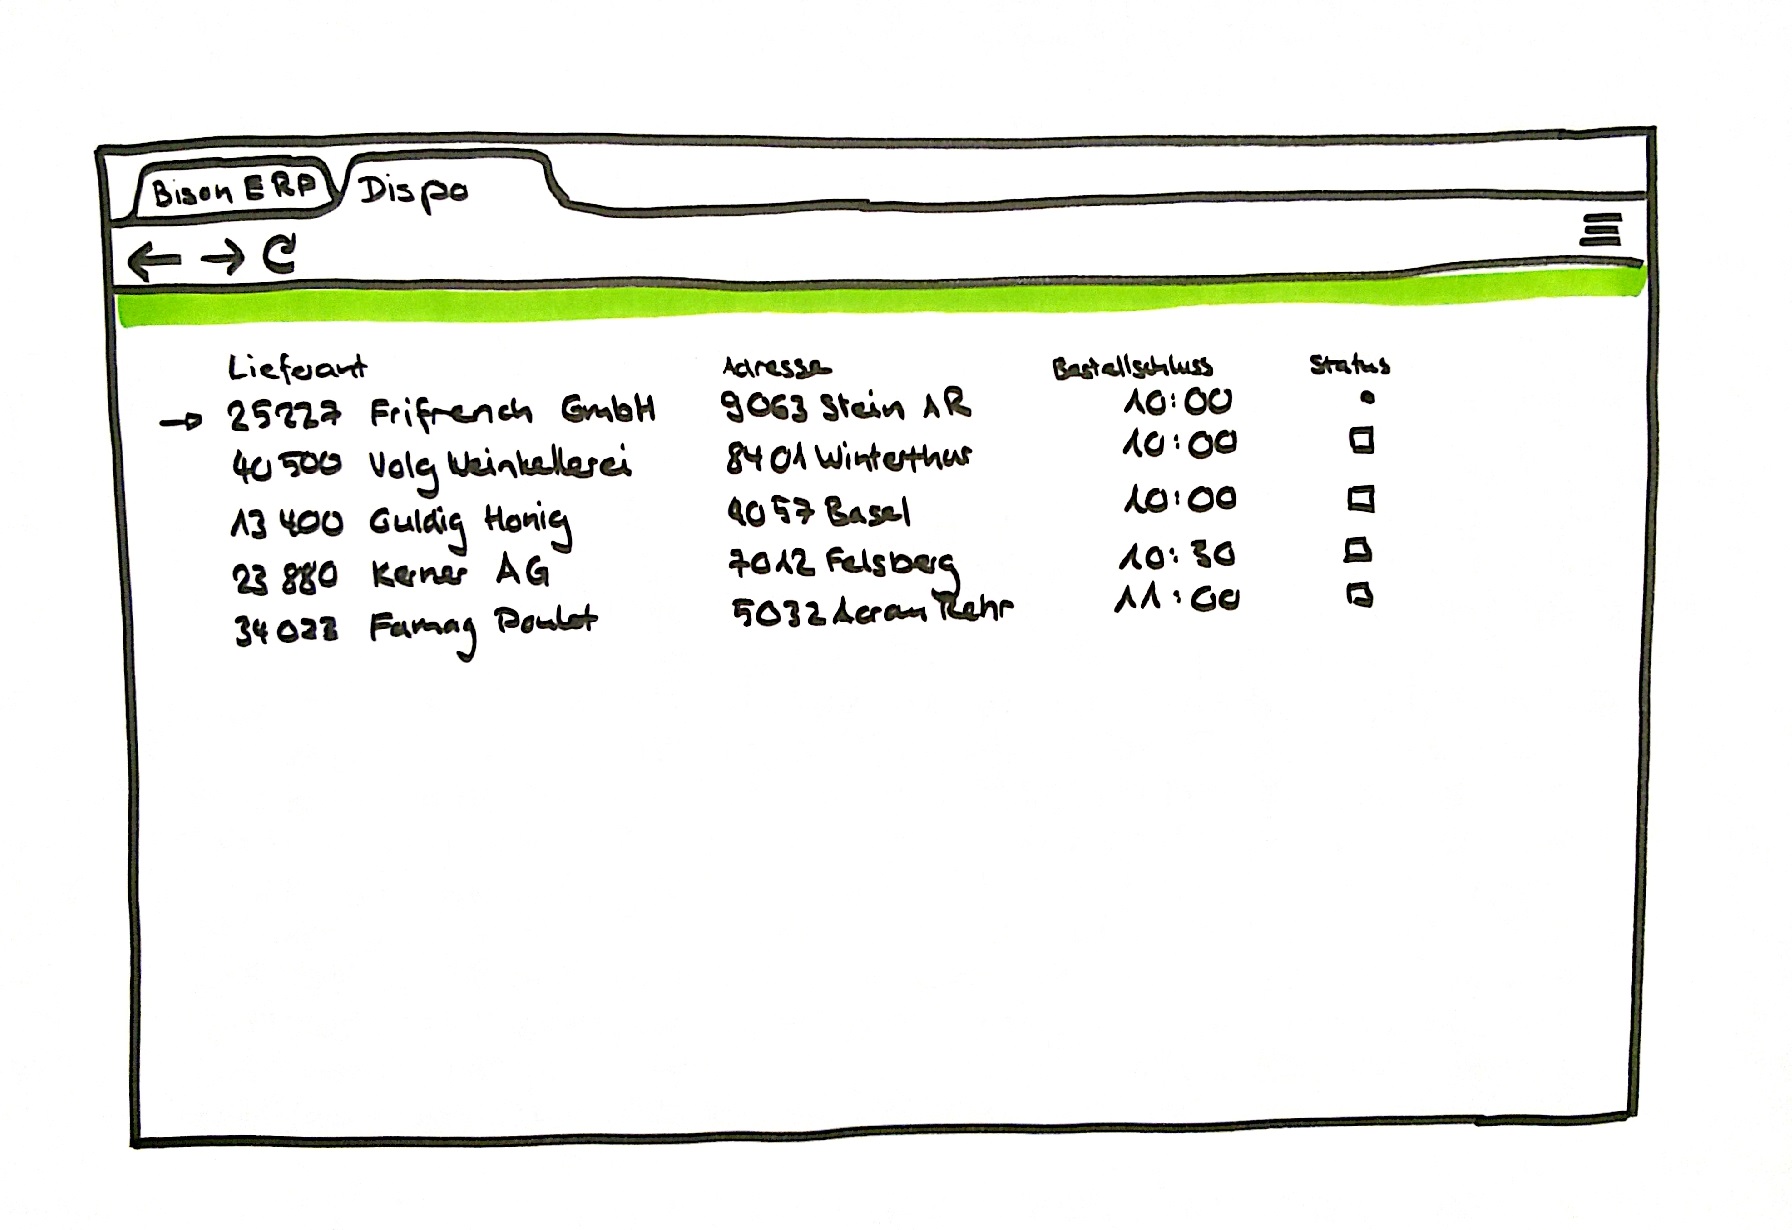 Bison ERP Dispo
Lieferant Adresse Bestellschluss Status
25227 Frifrench GmbH 9063 Stein AR 10:00
40500 Volg Weinkellerei 8401 Winterthur 10:00
13400 Guldig Honig 4057 Basel 10:00
23880 Kerner AG 7012 Felsberg 10:30
Famag Poulet 5032 Rohr 11:00